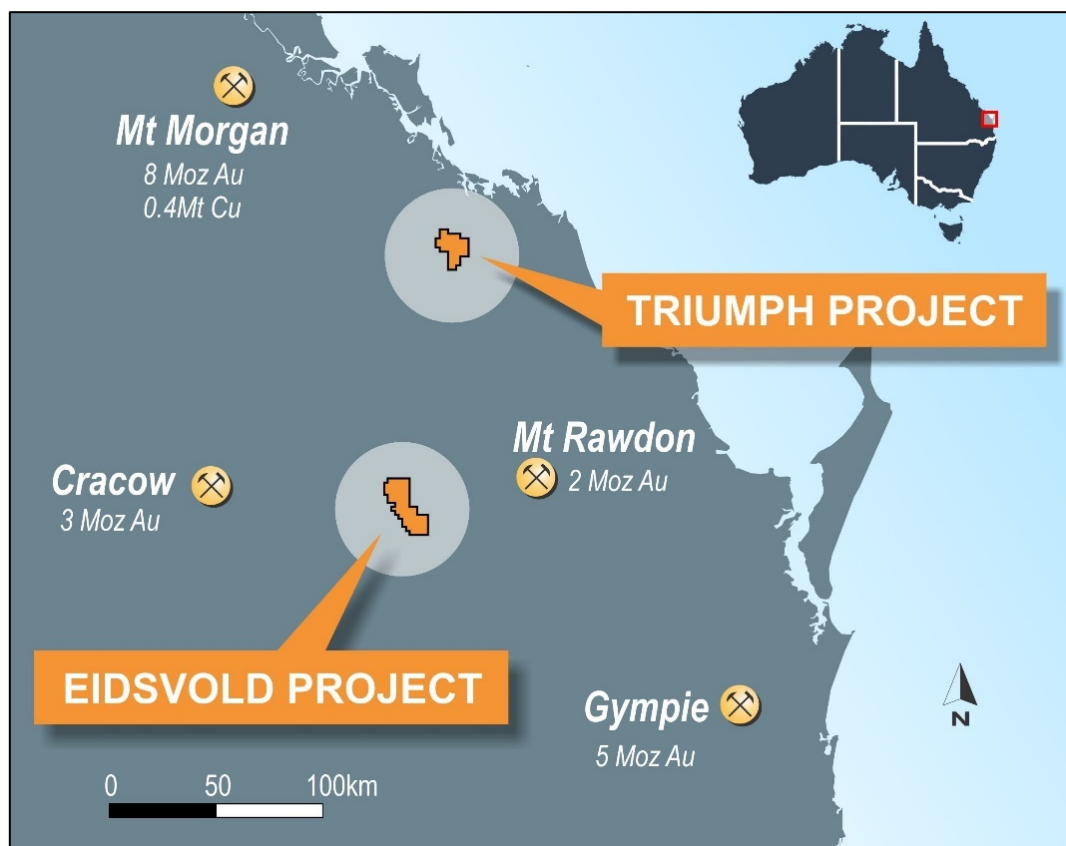 Mt Morgan
8 Moz Au
0.4Mt Cu
TRIUMPH PROJECT
Mt Rawdon
2 Moz Au
Cracow
3 Moz Au
EIDSVOLD PROJECT
Gympie
5 Moz Au
N
0 50 100km